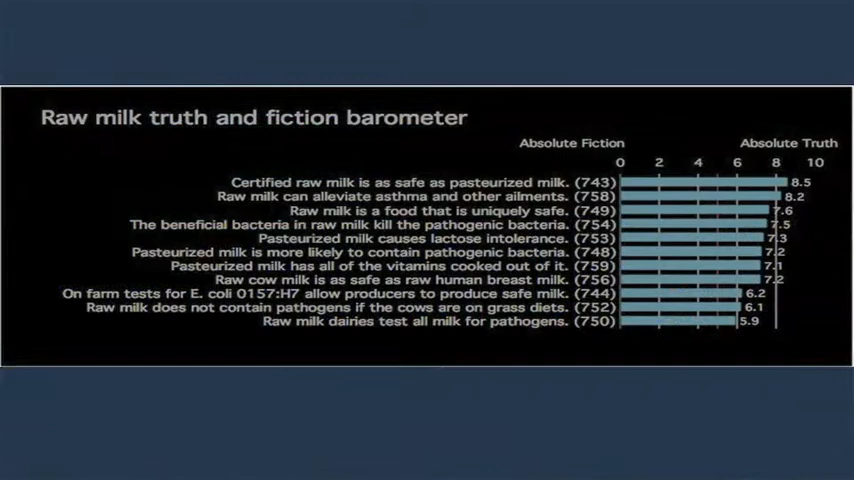 Raw milk truth and fiction barometer
Absolute Fiction Absolute Truth
0 2 4 6 8 10
Certified raw milk is as safe as pasteurized milk. (743) 8.5
Raw milk can alleviate asthma and other ailments. (758) 8.2
Raw milk is a food that is uniquely safe. (749) 7.6
The beneficial bacteria in raw milk kill the pathogenic bacteria. (754) 7.5
Pasteurized milk causes lactose intolerance. (753) 7.3
Pasteurized milk is more likely to contain pathogenic bacteria. (748) 7.2
Pasteurized milk has all of the vitamins cooked out of it. (759) 7.1
Raw cow milk is as safe as raw human breast milk. (756) 7.2
On farm tests for E. coli 0157:H7 allow producers to produce safe milk. (744) 6.2
Raw milk does not contain pathogens if the cows are on grass diets. (752) 6.1
Raw milk dairies test all milk for pathogens. (750) 5.9